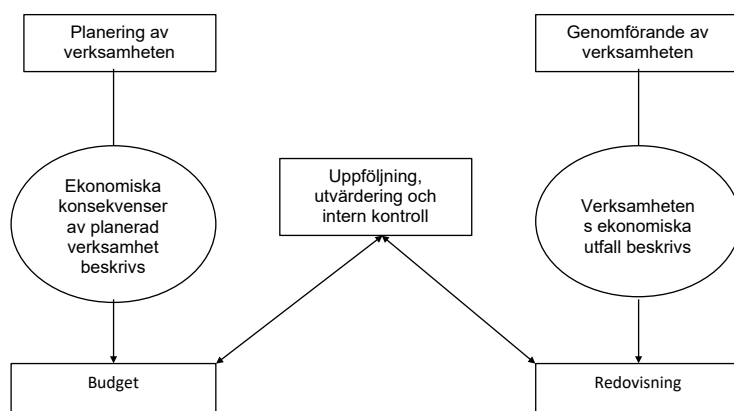 Planering av
verksamheten
Genomförande av
verksamheten
Ekonomiska
konsekvenser
av planerad
verksamhet
beskrivs
Uppföljning,
utvärdering och
intern kontroll
Verksamheten
s ekonomiska
utfall beskrivs
Budget
Redovisning